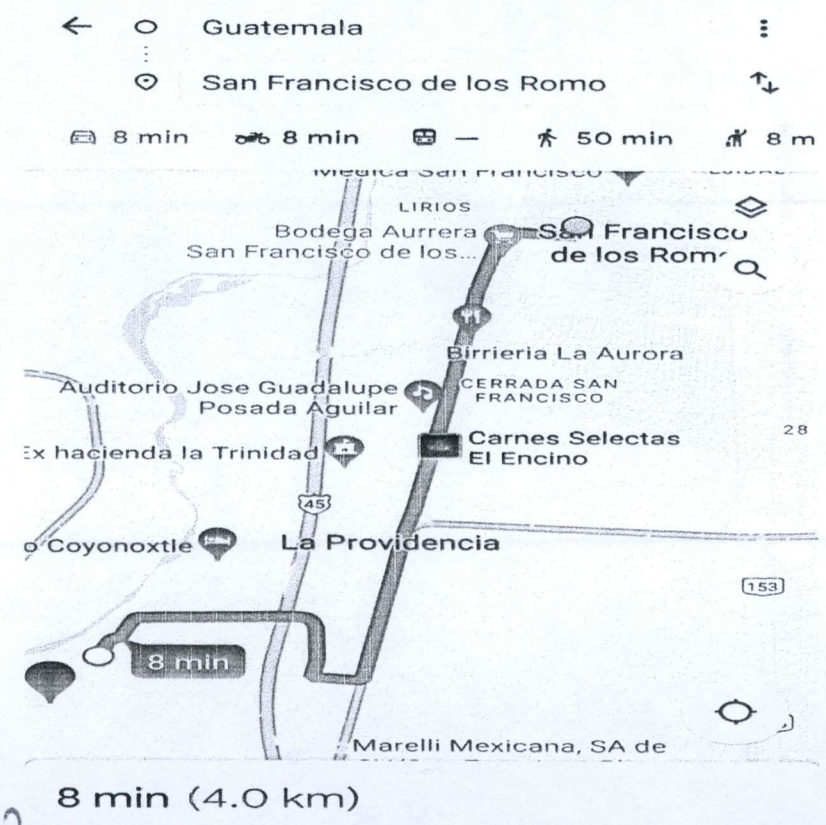 Guatemala
San Francisco de los Romo
8 min 8 min — 50 min 8 m
Medica San Francisco
LIRIOS
Bodega Aurrera
San Francisco de los...
San Francisco
de los Rom
Birrieria La Aurora
Auditorio Jose Guadalupe
Posada Aguilar
CERRADA SAN
FRANCISCO
Carnes Selectas
El Encino
28
Ex hacienda la Trinidad
45
o Coyonoxtle
La Providencia
153
8 min
Marelli Mexicana, SA de
8 min (4.0 km)